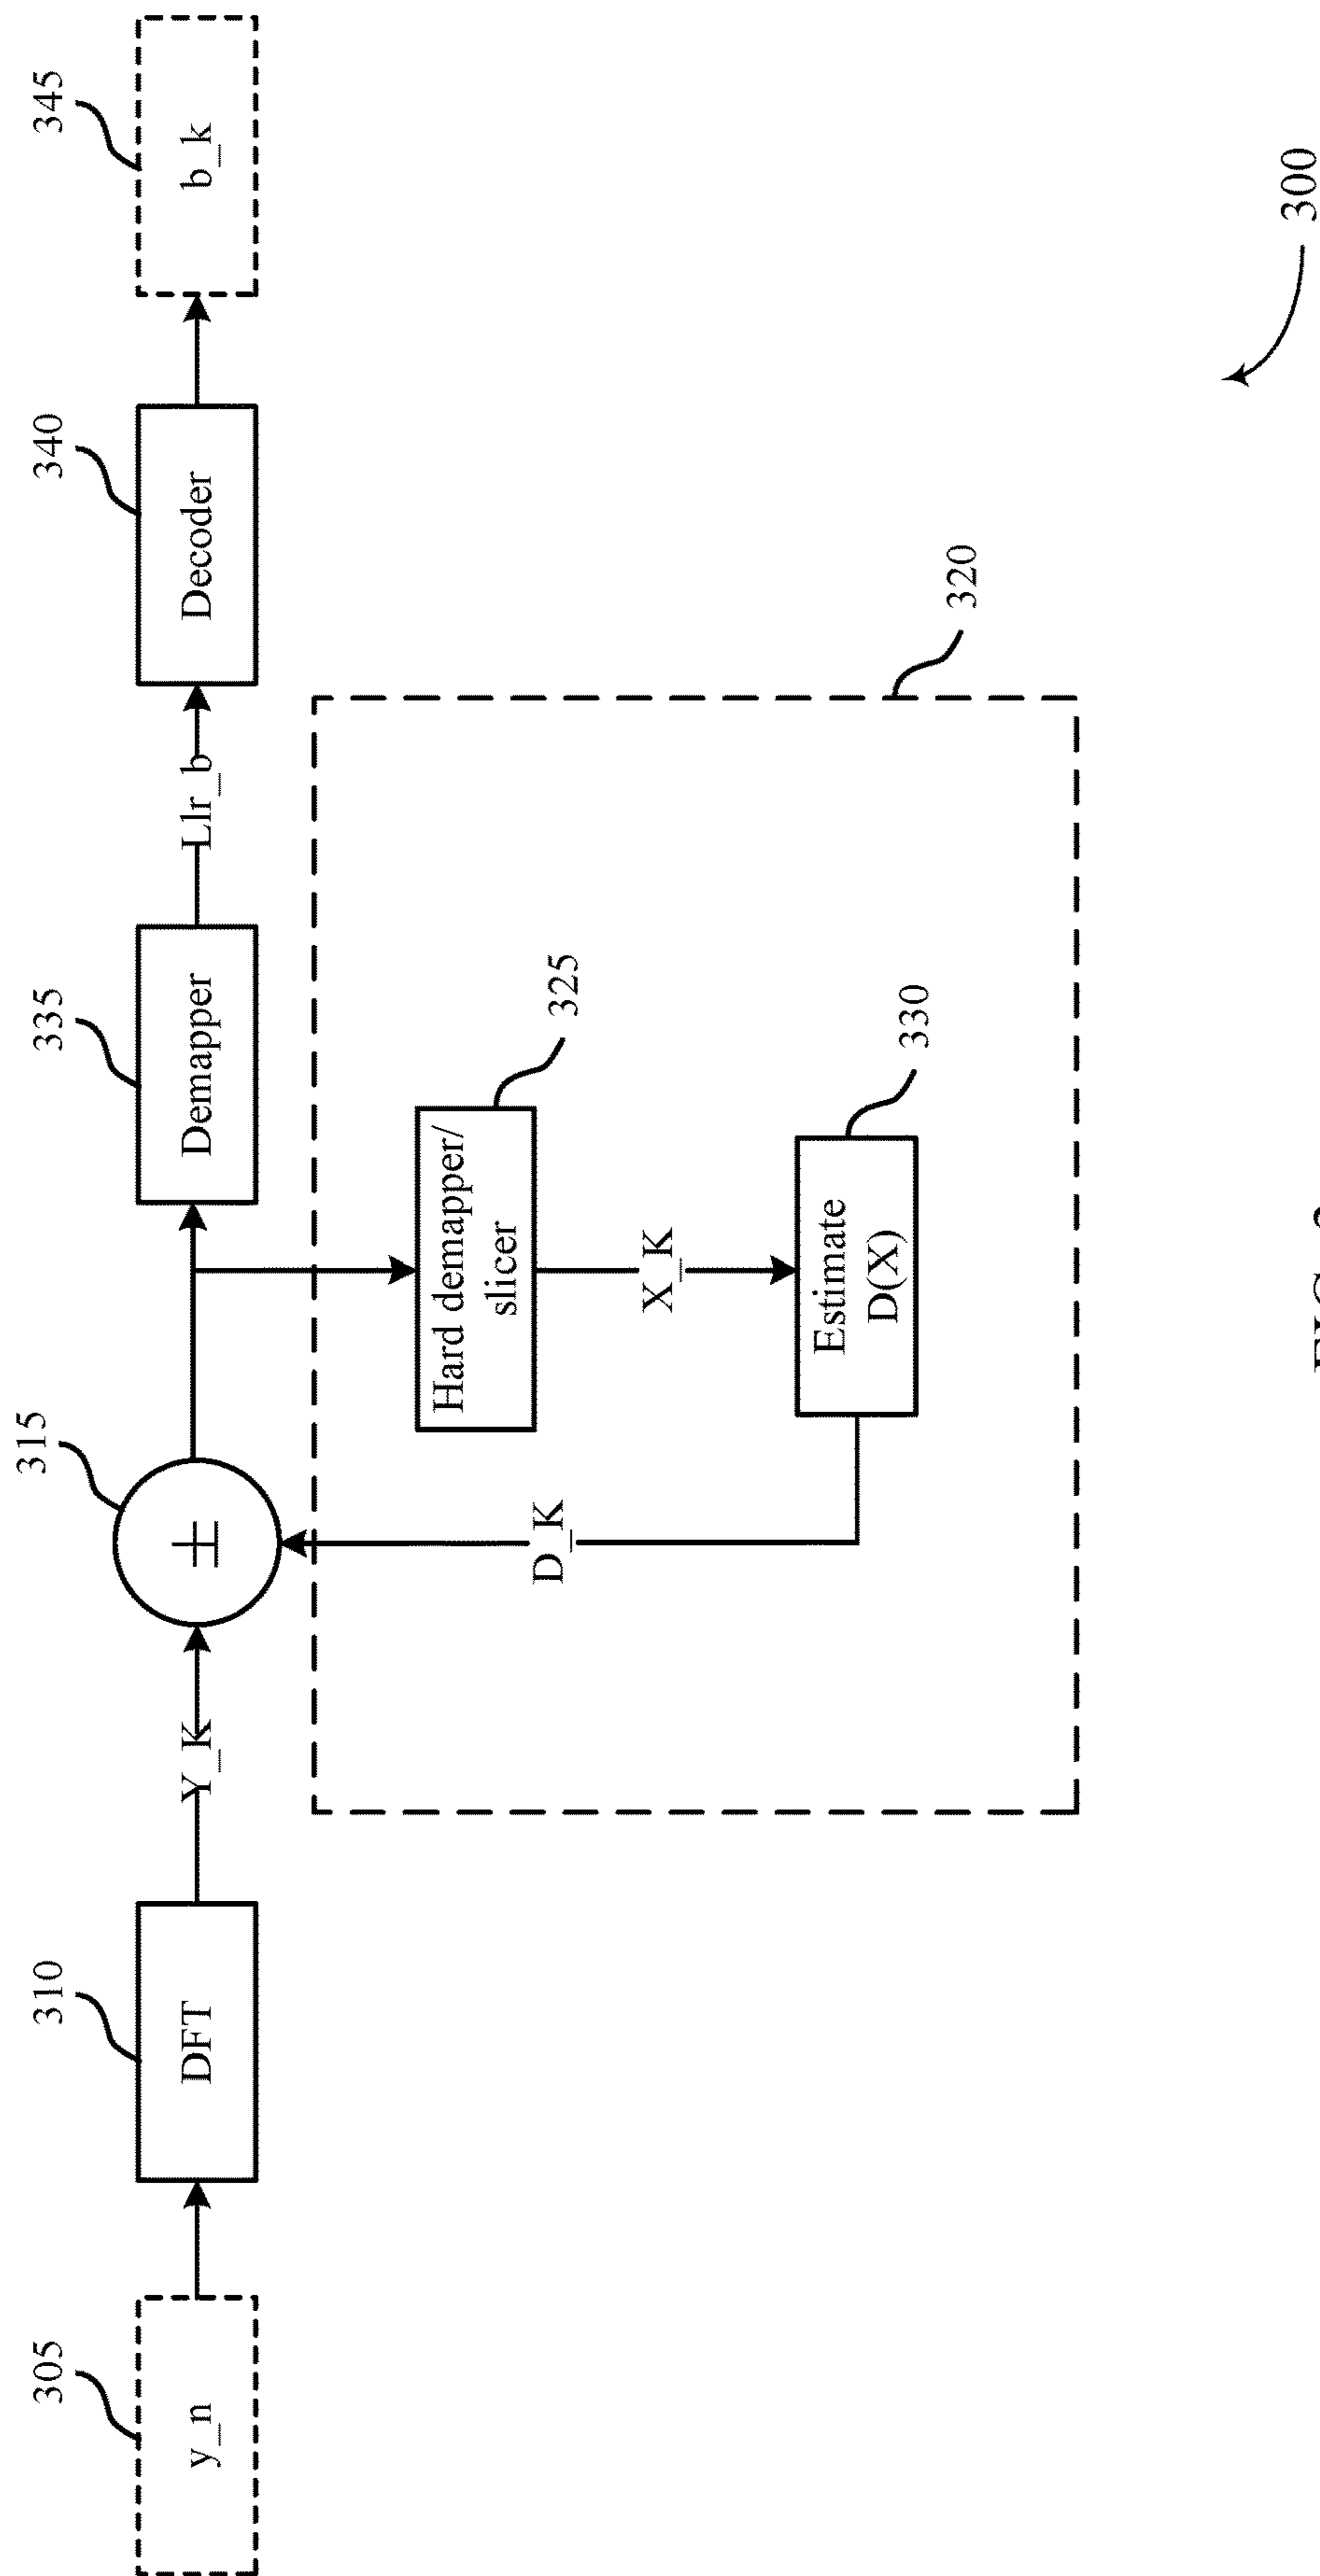 305
310
315
335
340
345
y_n
DFT
Y_K
±
Demapper
Llr_b
Decoder
b_k
Hard demapper/
slicer
325
X_K
D_K
Estimate
D(X)
330
320
300